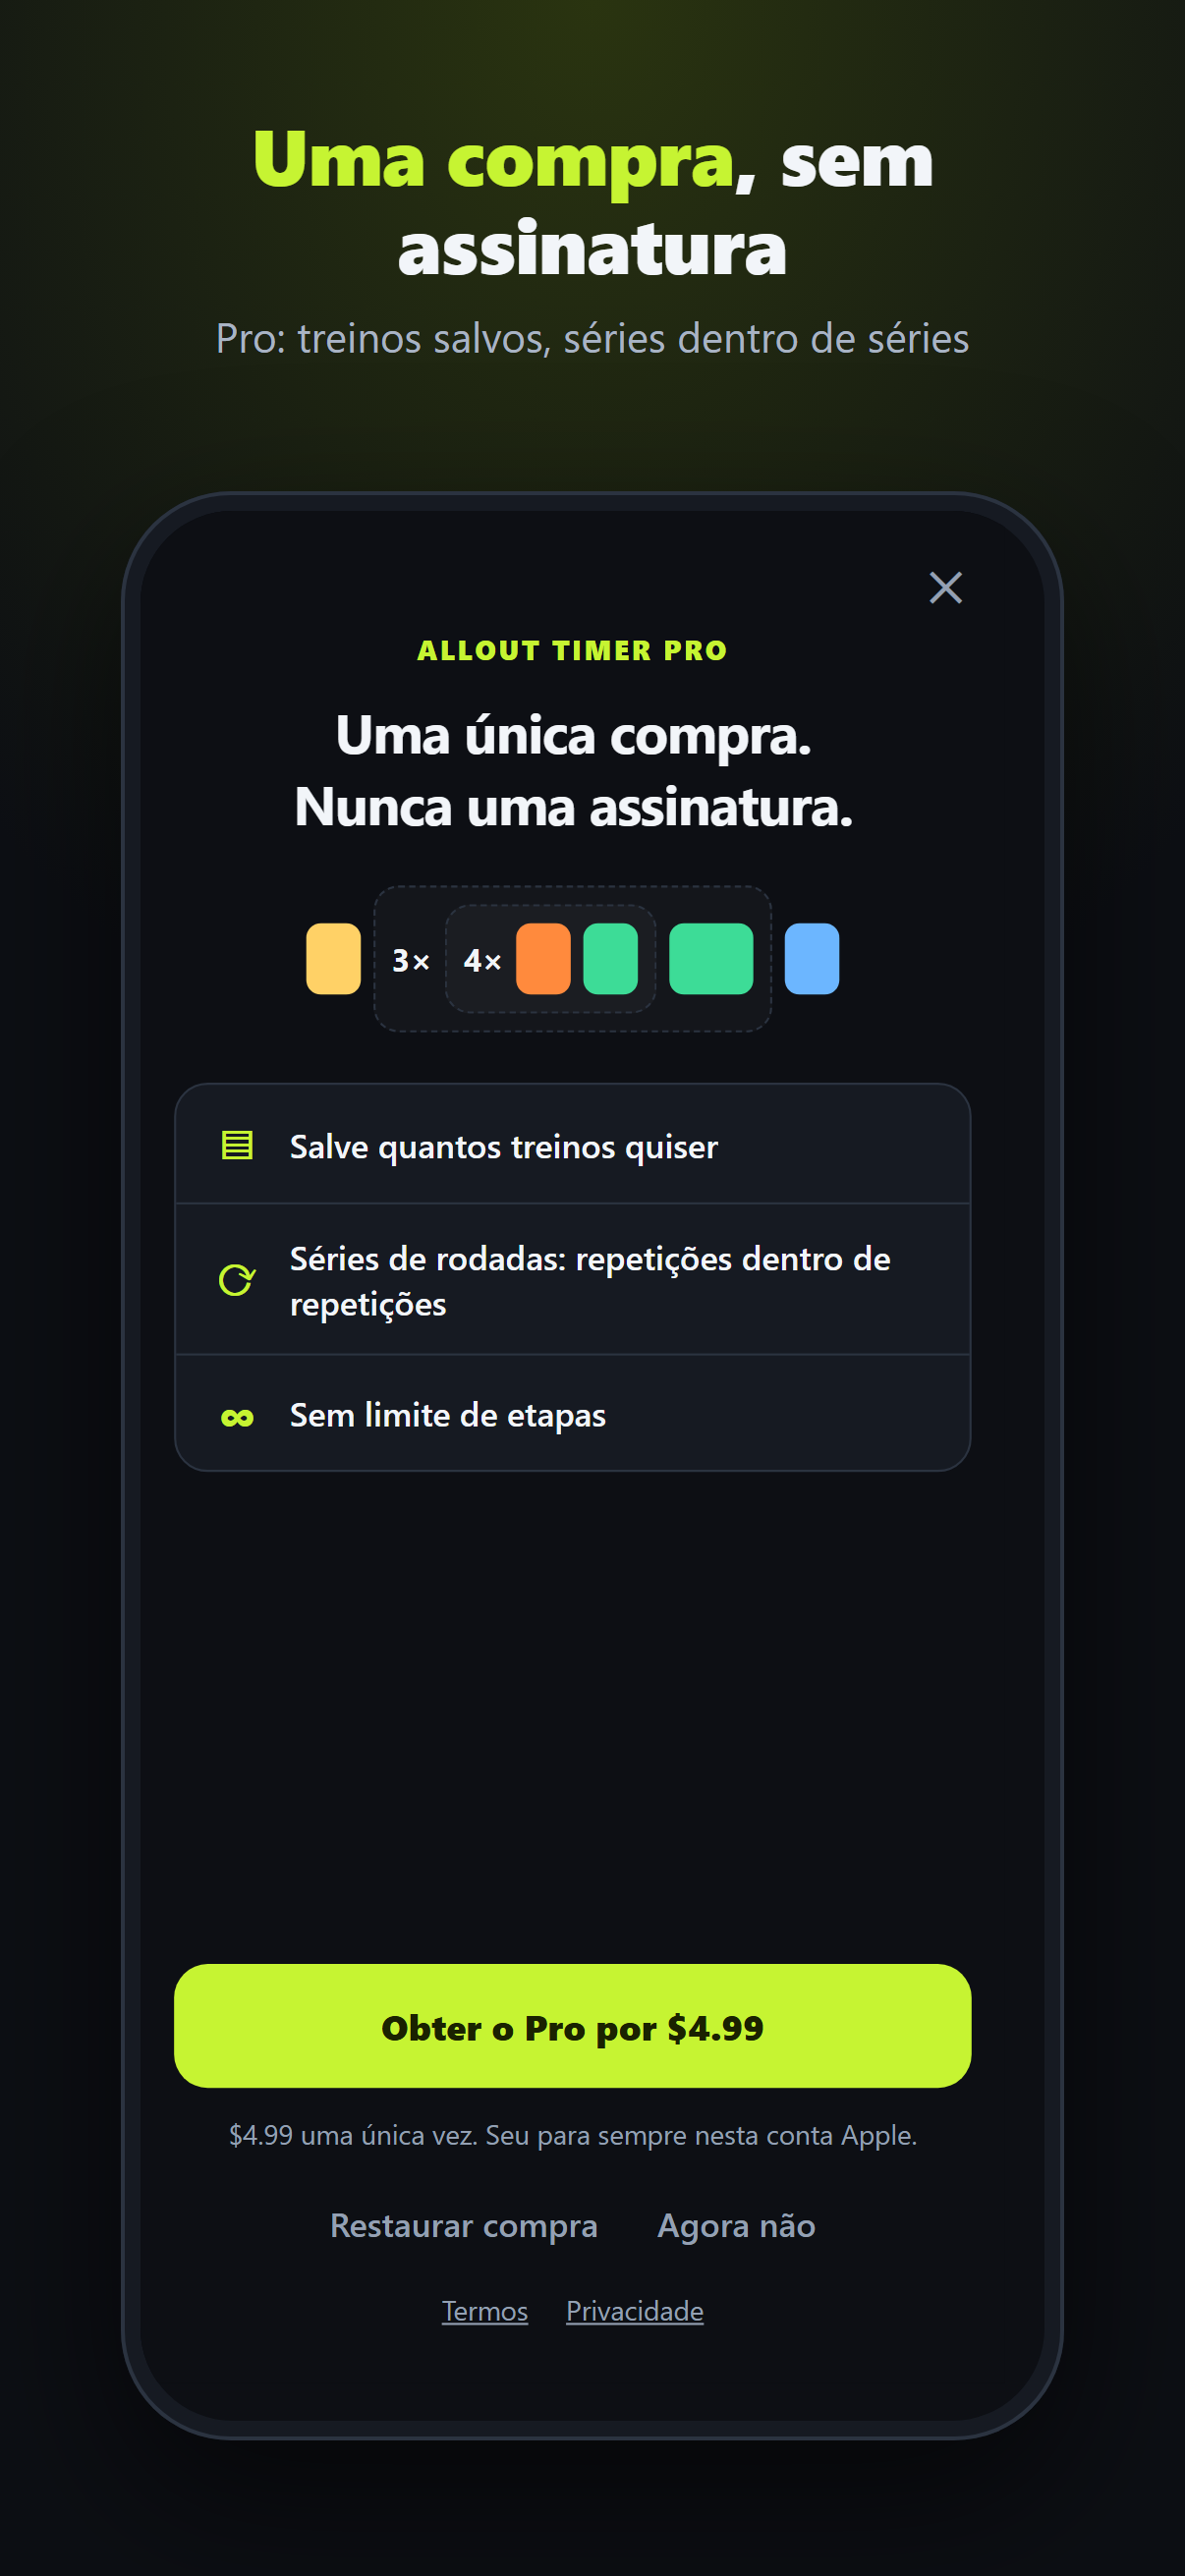 Uma compra, sem
assinatura
Pro: treinos salvos, séries dentro de séries
ALLOUT TIMER PRO
Uma única compra.
Nunca uma assinatura.
3× 4×
Salve quantos treinos quiser
Séries de rodadas: repetições dentro de
repetições
Sem limite de etapas
Obter o Pro por $4.99
$4.99 uma única vez. Seu para sempre nesta conta Apple.
Restaurar compra Agora não
Termos Privacidade